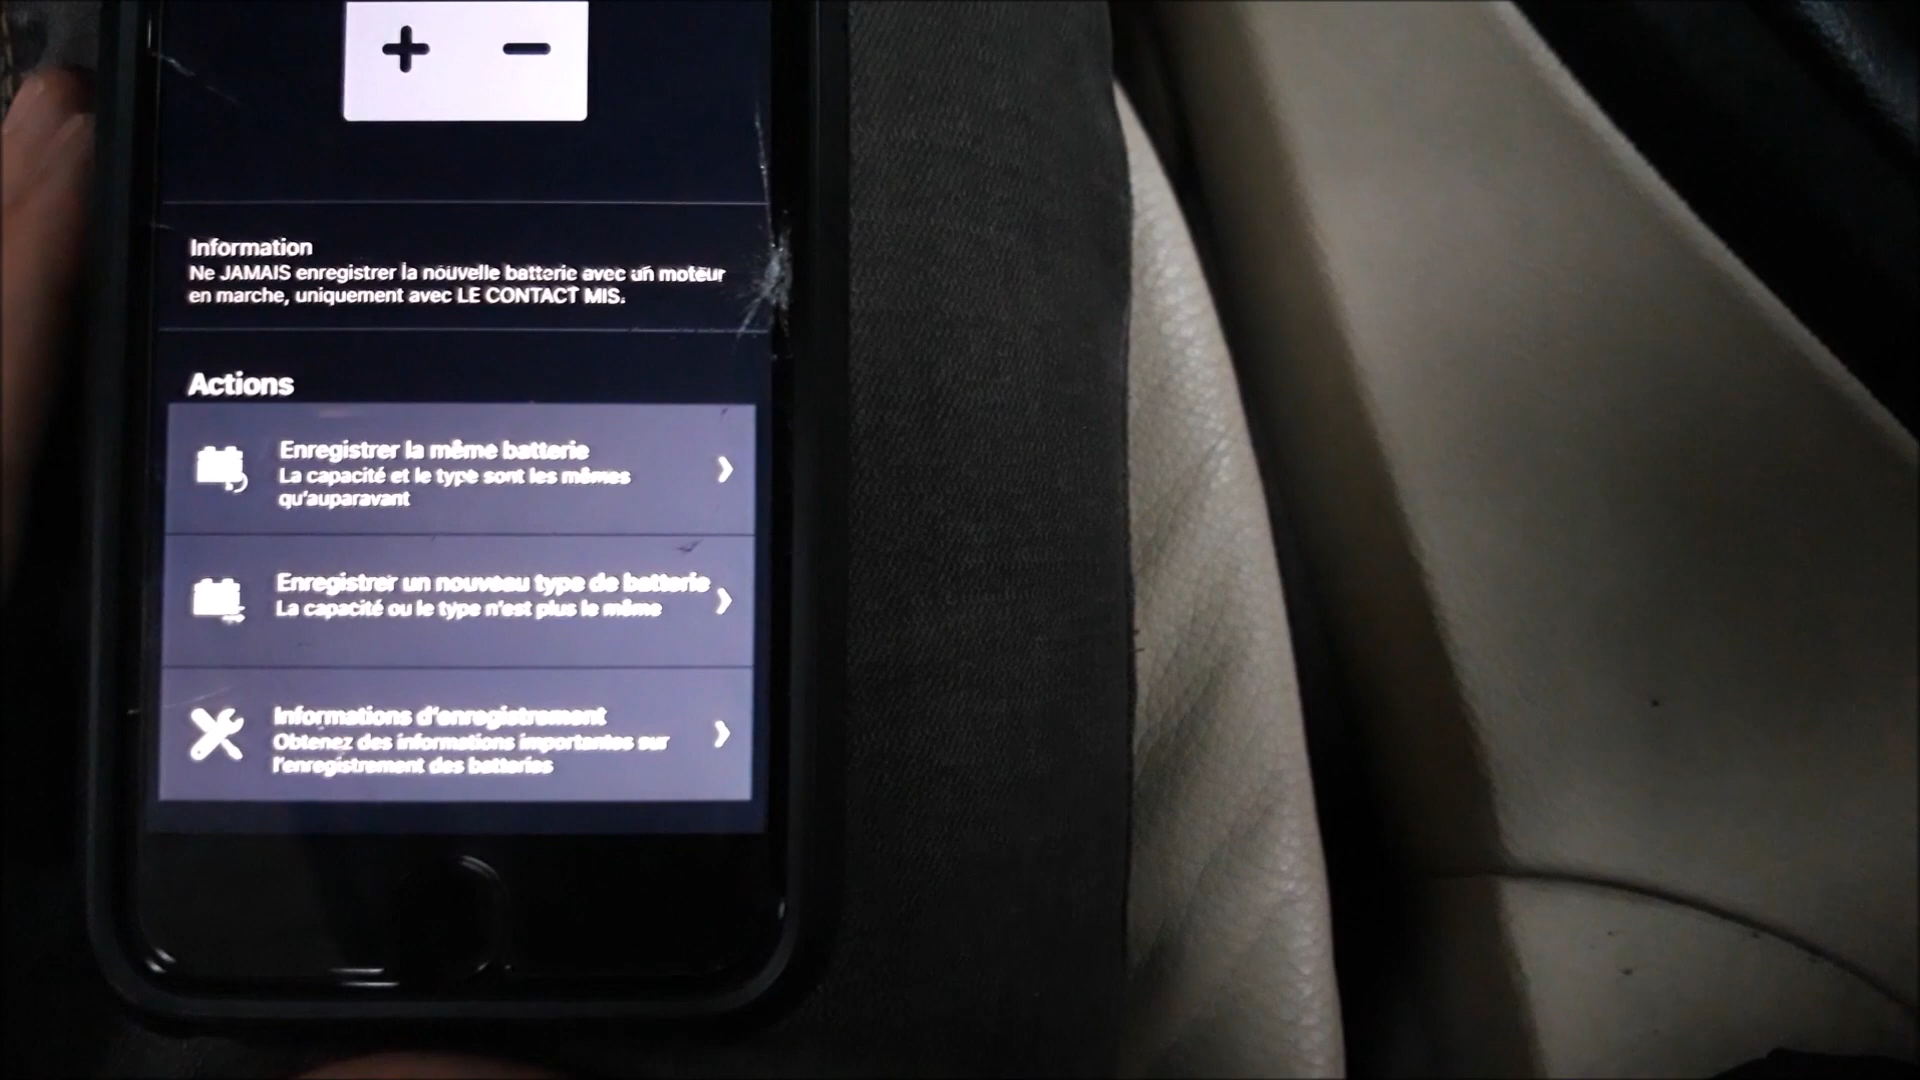 Information
Ne JAMAIS enregistrer la nouvelle batterie avec un moteur
en marche, uniquement avec LE CONTACT MIS.
Actions
Enregistrer la même batterie
La capacité et le type sont les mêmes
qu'auparavant
Enregistrer un nouveau type de batterie
La capacité ou le type n'est plus le même
Informations d'enregistrement
Obtenez des informations importantes sur
l'enregistrement des batteries